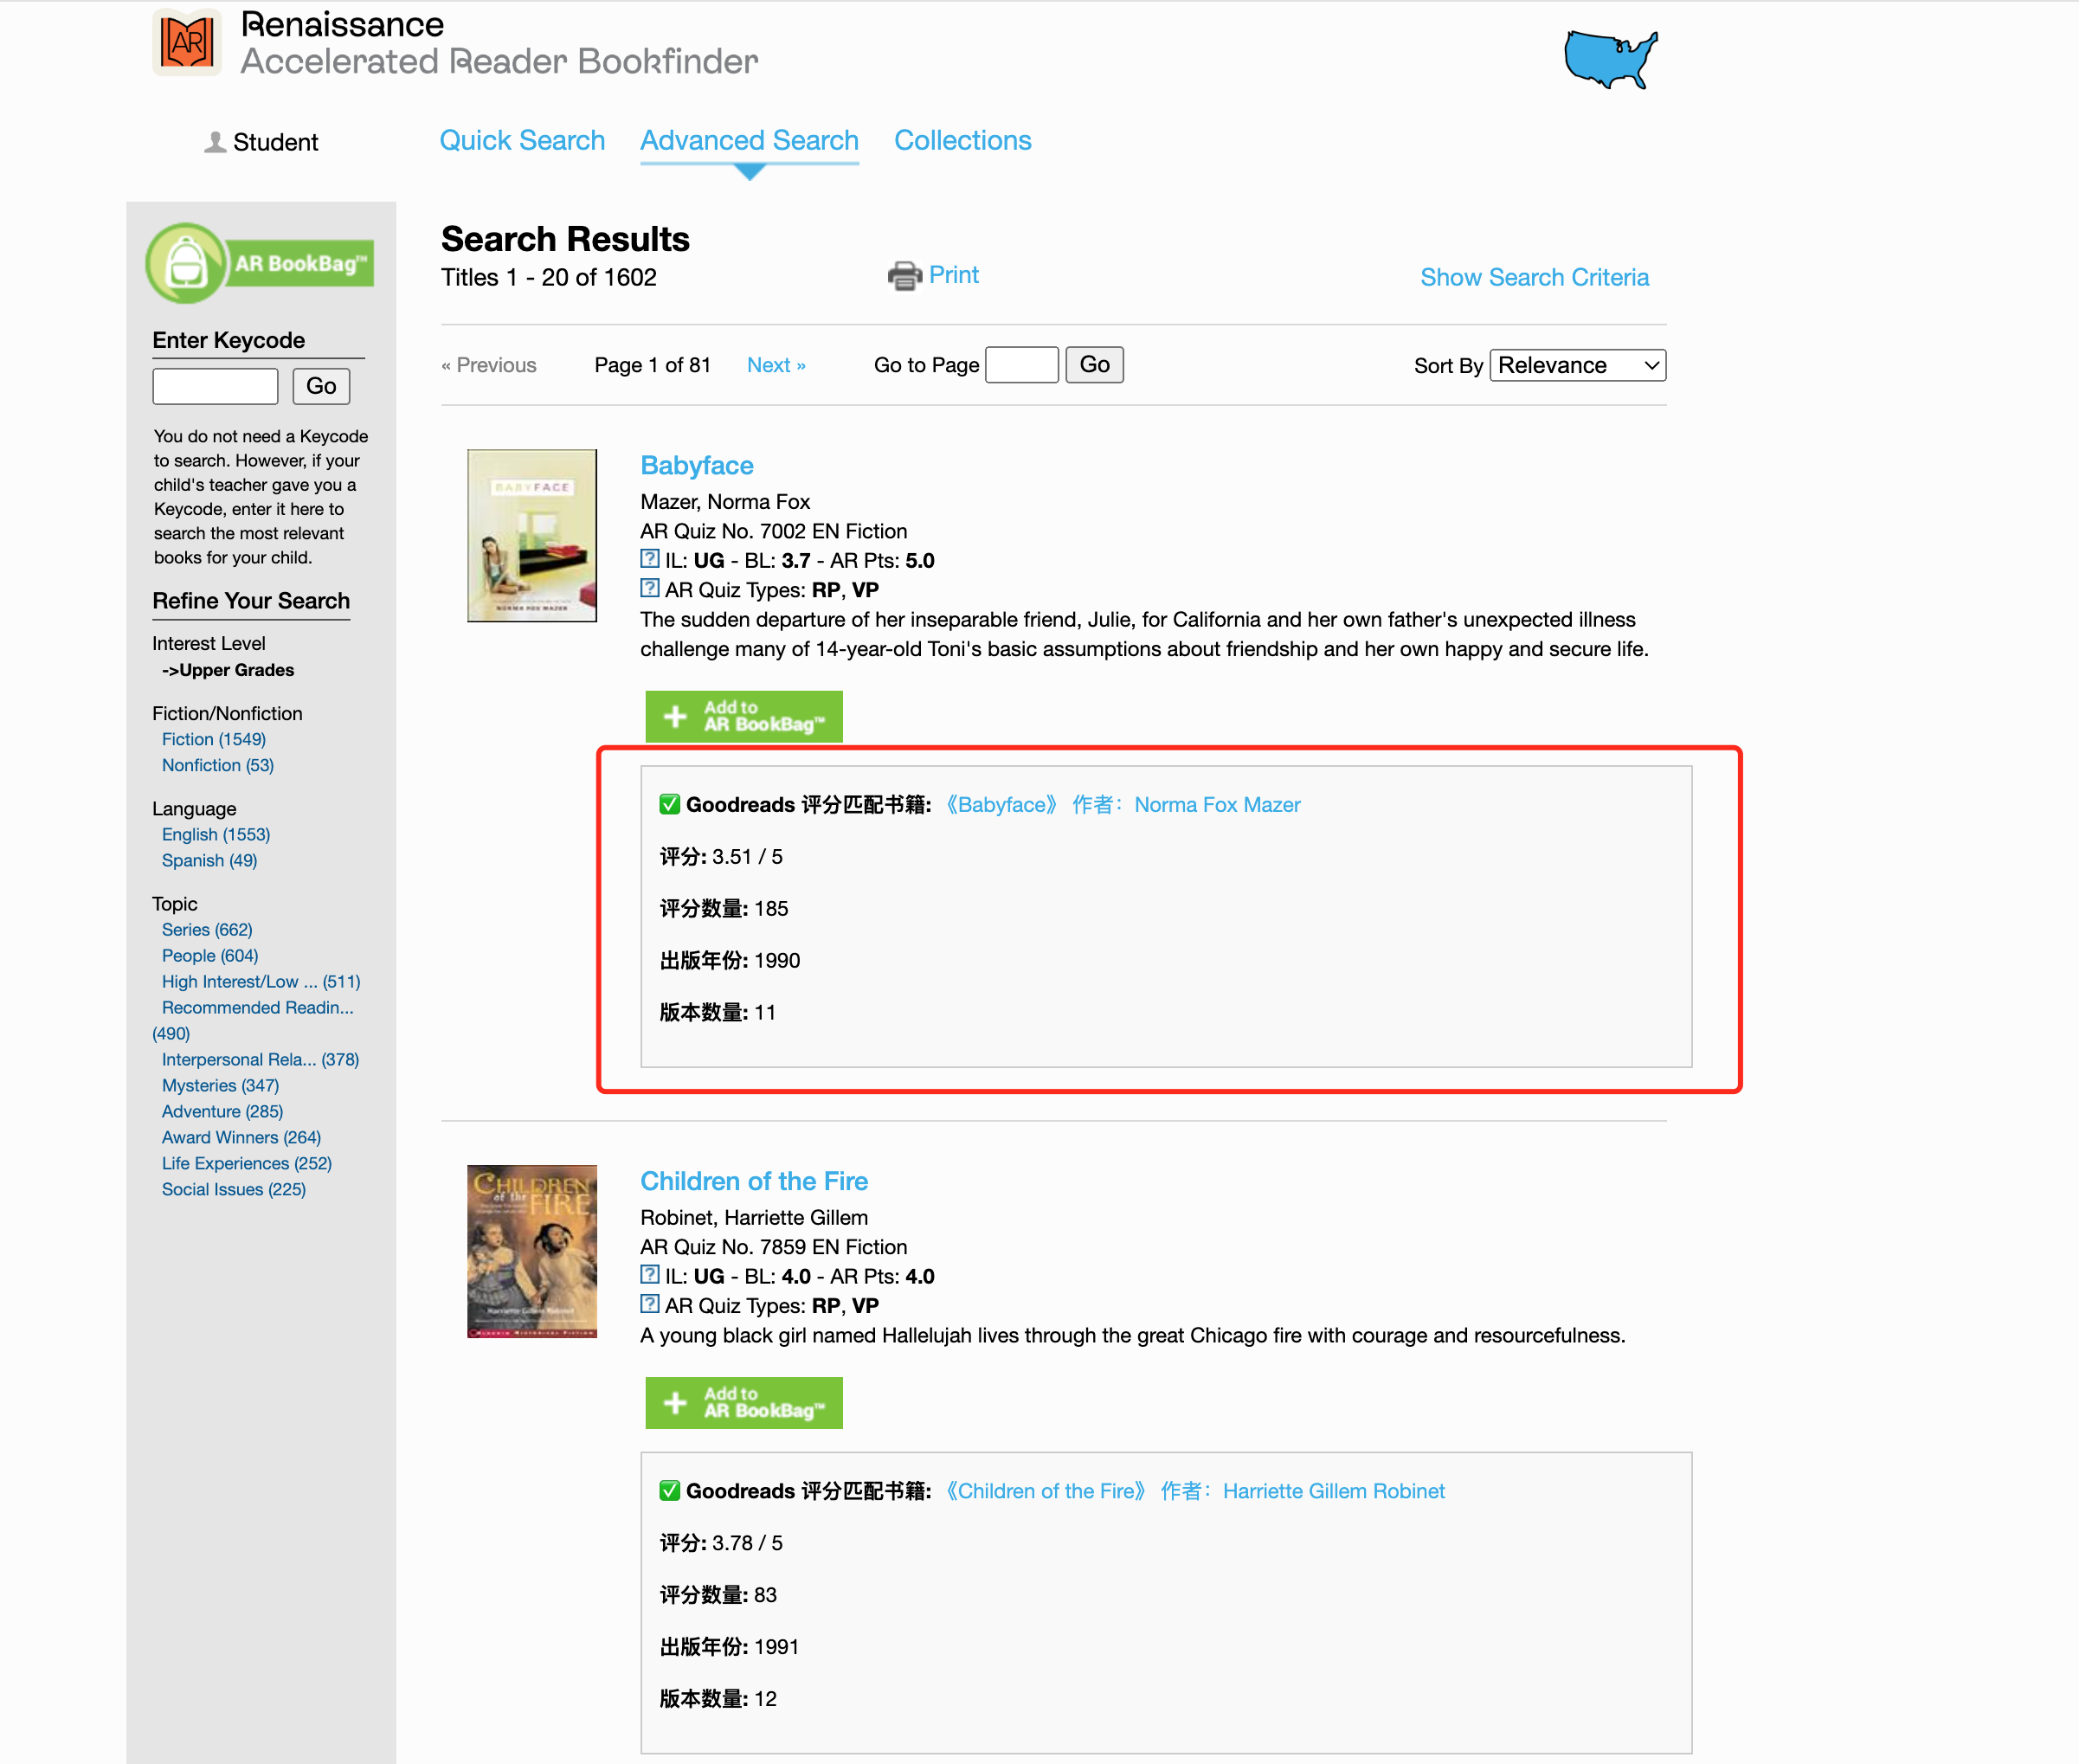 AR
Renaissance
Accelerated Reader Bookfinder
Student
Quick Search
Advanced Search
Collections
AR BookBag™
Enter Keycode
Go
You do not need a Keycode
to search. However, if your
child's teacher gave you a
Keycode, enter it here to
search the most relevant
books for your child.
Refine Your Search
Interest Level
->Upper Grades
Fiction/Nonfiction
Fiction (1549)
Nonfiction (53)
Language
English (1553)
Spanish (49)
Topic
Series (662)
People (604)
High Interest/Low ... (511)
Recommended Readin...
(490)
Interpersonal Rela... (378)
Mysteries (347)
Adventure (285)
Award Winners (264)
Life Experiences (252)
Social Issues (225)
Search Results
Titles 1 - 20 of 1602
Print
Show Search Criteria
« Previous Page 1 of 81 Next » Go to Page Go Sort By Relevance
BABYFACE
NORMA FOX MAZER
Babyface
Mazer, Norma Fox
AR Quiz No. 7002 EN Fiction
? IL: UG - BL: 3.7 - AR Pts: 5.0
? AR Quiz Types: RP, VP
The sudden departure of her inseparable friend, Julie, for California and her own father's unexpected illness
challenge many of 14-year-old Toni's basic assumptions about friendship and her own happy and secure life.
+ Add to
AR BookBag™
✅ Goodreads 评分匹配书籍: 《Babyface》 作者：Norma Fox Mazer
评分: 3.51 / 5
评分数量: 185
出版年份: 1990
版本数量: 11
CHILDREN
of the
FIRE
Harriette Gillem Robinet
Children of the Fire
Robinet, Harriette Gillem
AR Quiz No. 7859 EN Fiction
? IL: UG - BL: 4.0 - AR Pts: 4.0
? AR Quiz Types: RP, VP
A young black girl named Hallelujah lives through the great Chicago fire with courage and resourcefulness.
+ Add to
AR BookBag™
✅ Goodreads 评分匹配书籍: 《Children of the Fire》 作者：Harriette Gillem Robinet
评分: 3.78 / 5
评分数量: 83
出版年份: 1991
版本数量: 12